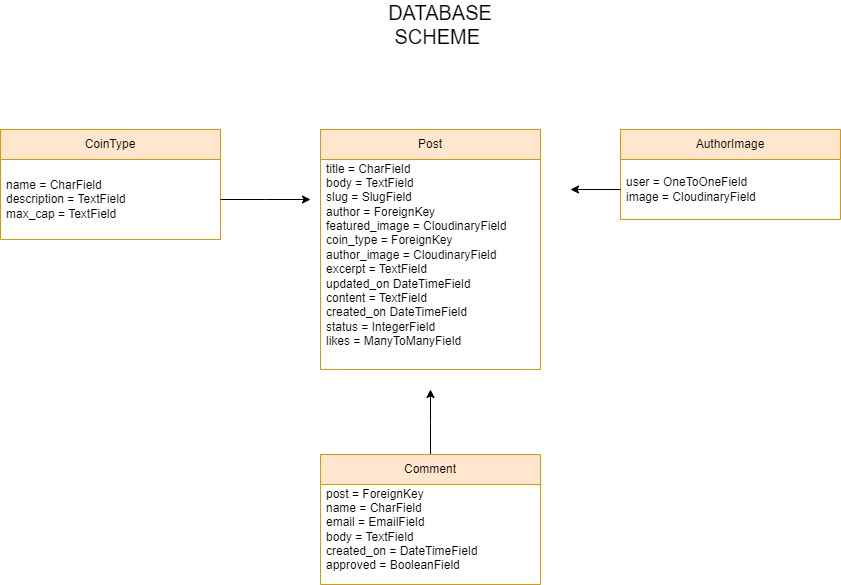 DATABASE
SCHEME
CoinType
name = CharField
description = TextField
max_cap = TextField
Post
title = CharField
body = TextField
slug = SlugField
author = ForeignKey
featured_image = CloudinaryField
coin_type = ForeignKey
author_image = CloudinaryField
excerpt = TextField
updated_on DateTimeField
content = TextField
created_on DateTimeField
status = IntegerField
likes = ManyToManyField
AuthorImage
user = OneToOneField
image = CloudinaryField
Comment
post = ForeignKey
name = CharField
email = EmailField
body = TextField
created_on = DateTimeField
approved = BooleanField